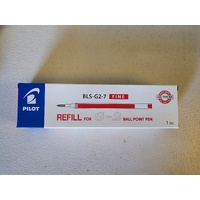 BLS-G2-7 FINE
PILOT
REFILL FOR G-2 BALL POINT PEN